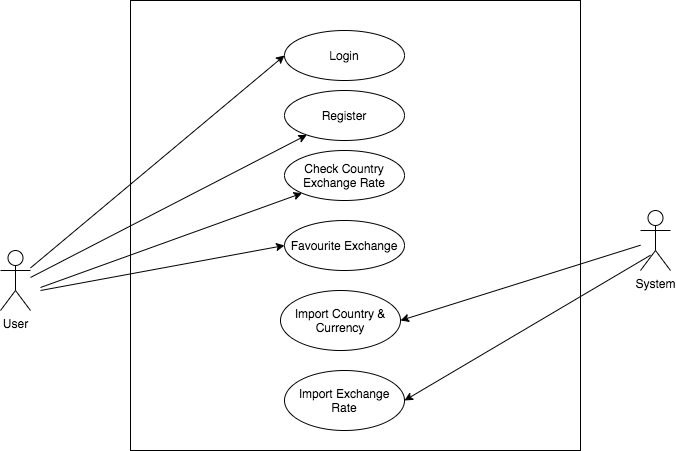 Login
Register
Check Country
Exchange Rate
Favourite Exchange
User
System
Import Country &
Currency
Import Exchange
Rate